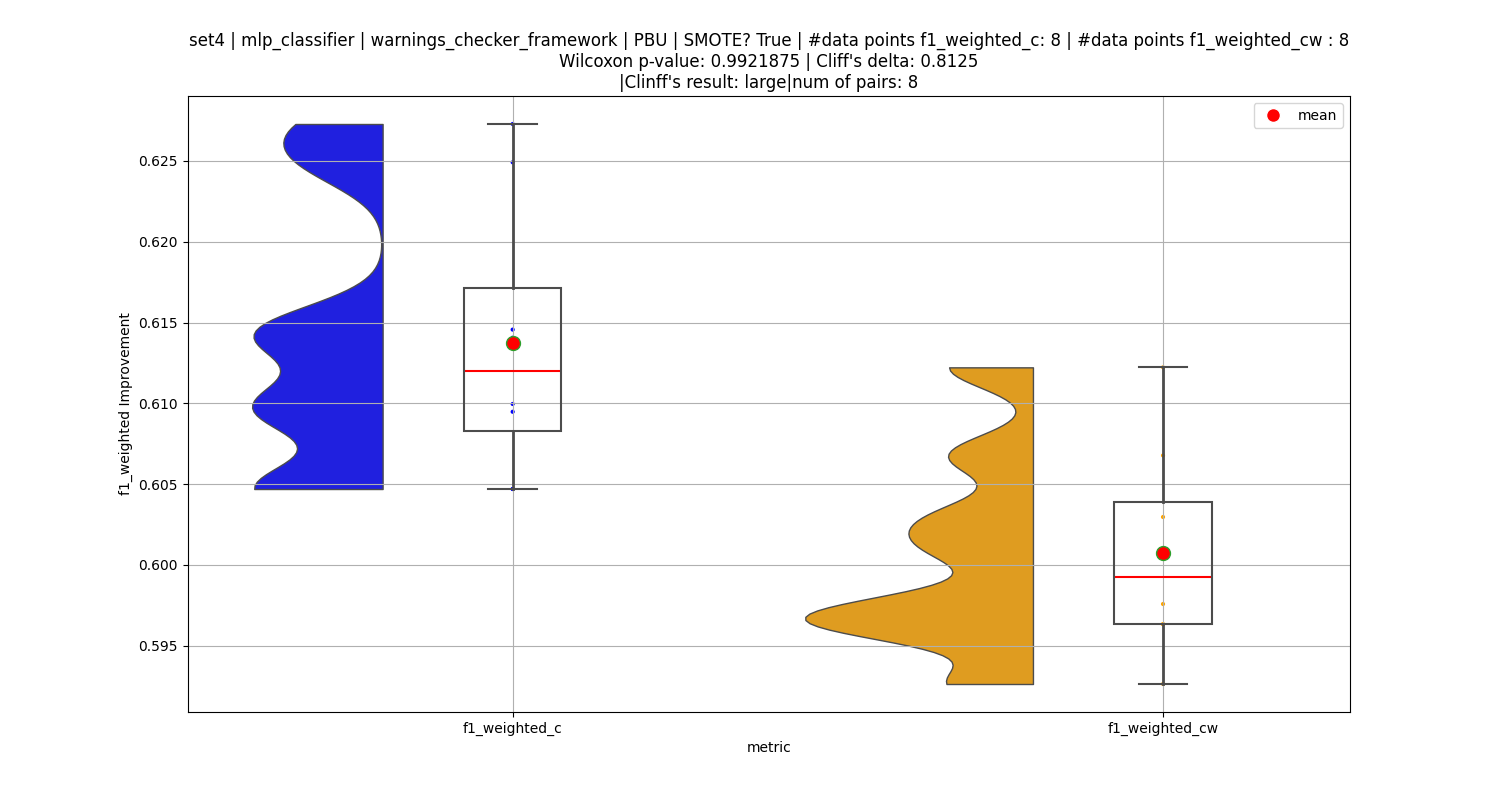 set4 | mlp_classifier | warnings_checker_framework | PBU | SMOTE? True | #data points f1_weighted_c: 8 | #data points f1_weighted_cw : 8
Wilcoxon p-value: 0.9921875 | Cliff's delta: 0.8125
|Clinff's result: large|num of pairs: 8
mean
0.625
0.620
0.615
0.610
0.605
0.600
0.595
f1_weighted Improvement
f1_weighted_c
f1_weighted_cw
metric